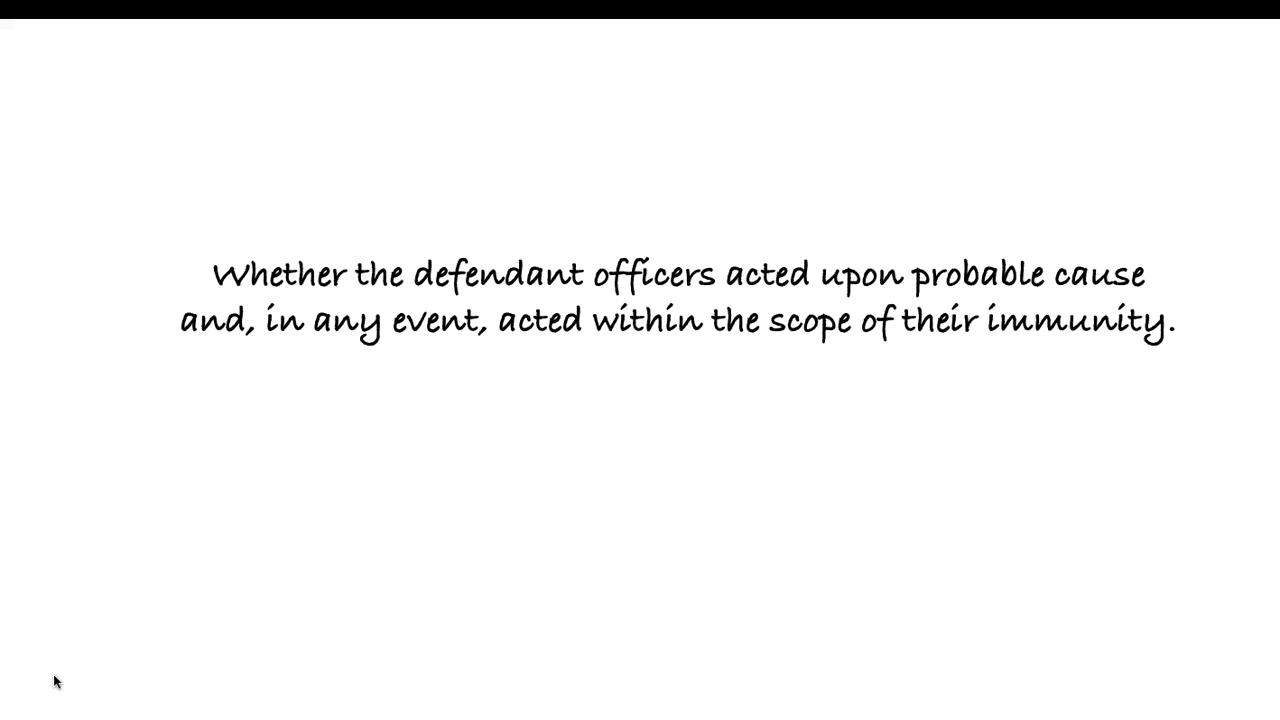 Whether the defendant officers acted upon probable cause
and, in any event, acted within the scope of their immunity.